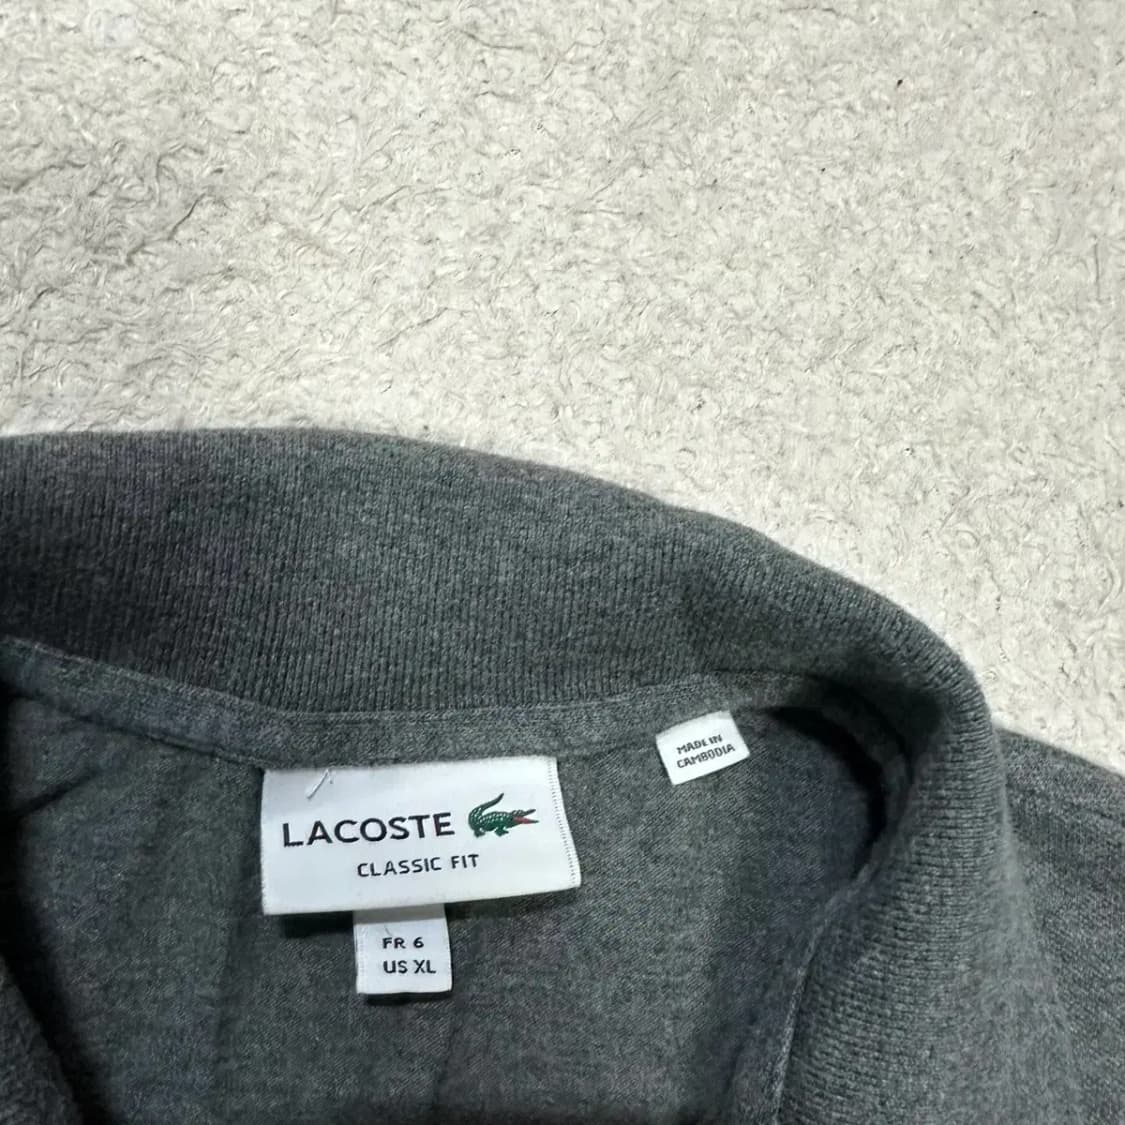 MADE IN
CAMBODIA
LACOSTE
CLASSIC FIT
FR 6
US XL